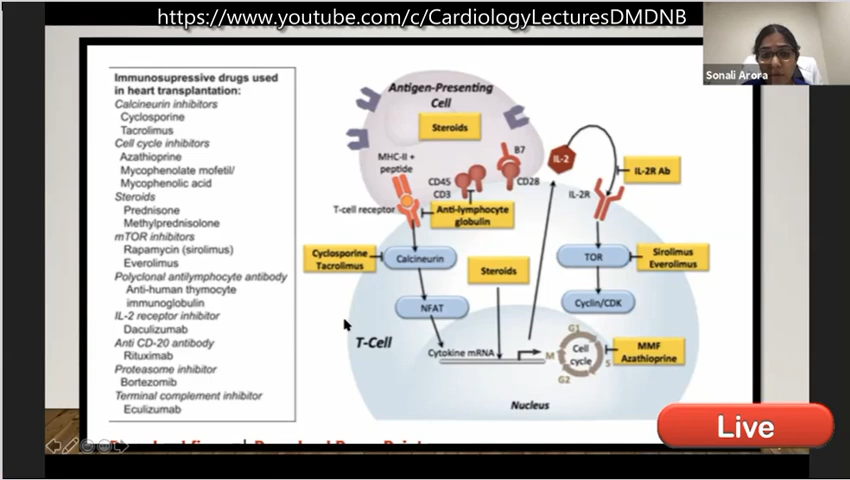 https://www.youtube.com/c/CardiologyLecturesDMDNB
Sonali Arora
Immunosupressive drugs used
in heart transplantation:
Calcineurin inhibitors
Cyclosporine
Tacrolimus
Cell cycle inhibitors
Azathioprine
Mycophenolate mofetil/
Mycophenolic acid
Steroids
Prednisone
Methylprednisolone
mTOR inhibitors
Rapamycin (sirolimus)
Everolimus
Polyclonal antilymphocyte antibody
Anti-human thymocyte
immunoglobulin
IL-2 receptor inhibitor
Daculizumab
Anti CD-20 antibody
Rituximab
Proteasome inhibitor
Bortezomib
Terminal complement inhibitor
Eculizumab
Antigen-Presenting
Cell
Steroids
MHC-II +
peptide
CD45
CD3
B7
CD28
IL-2
IL-2R Ab
IL-2R
T-cell receptor
Anti-lymphocyte
globulin
Cyclosporine
Tacrolimus
Calcineurin
Steroids
TOR
Sirolimus
Everolimus
NFAT
Cyclin/CDK
T-Cell
Cytokine mRNA
G1
M
S
G2
Cell
cycle
MMF
Azathioprine
Nucleus
Live